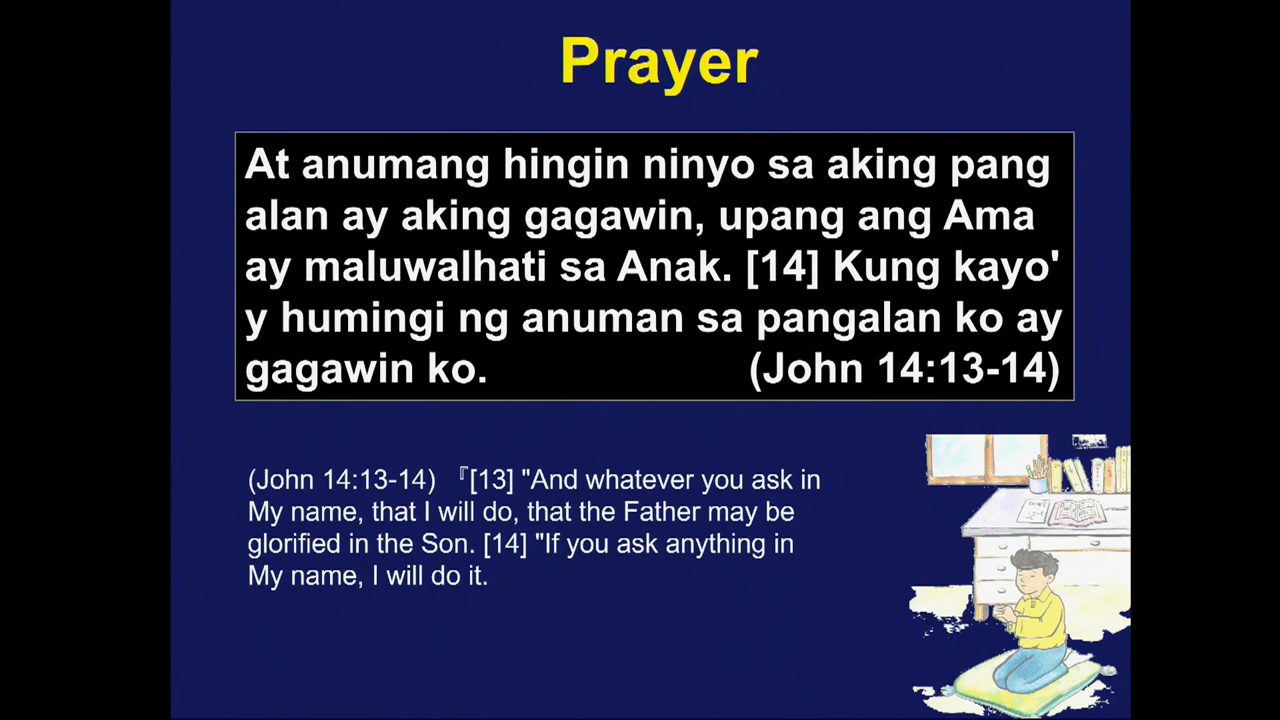 Prayer
At anumang hingin ninyo sa aking pang
alan ay aking gagawin, upang ang Ama
ay maluwalhati sa Anak. [14] Kung kayo'
y humingi ng anuman sa pangalan ko ay
gagawin ko. (John 14:13-14)
(John 14:13-14) 『[13] "And whatever you ask in
My name, that I will do, that the Father may be
glorified in the Son. [14] "If you ask anything in
My name, I will do it.